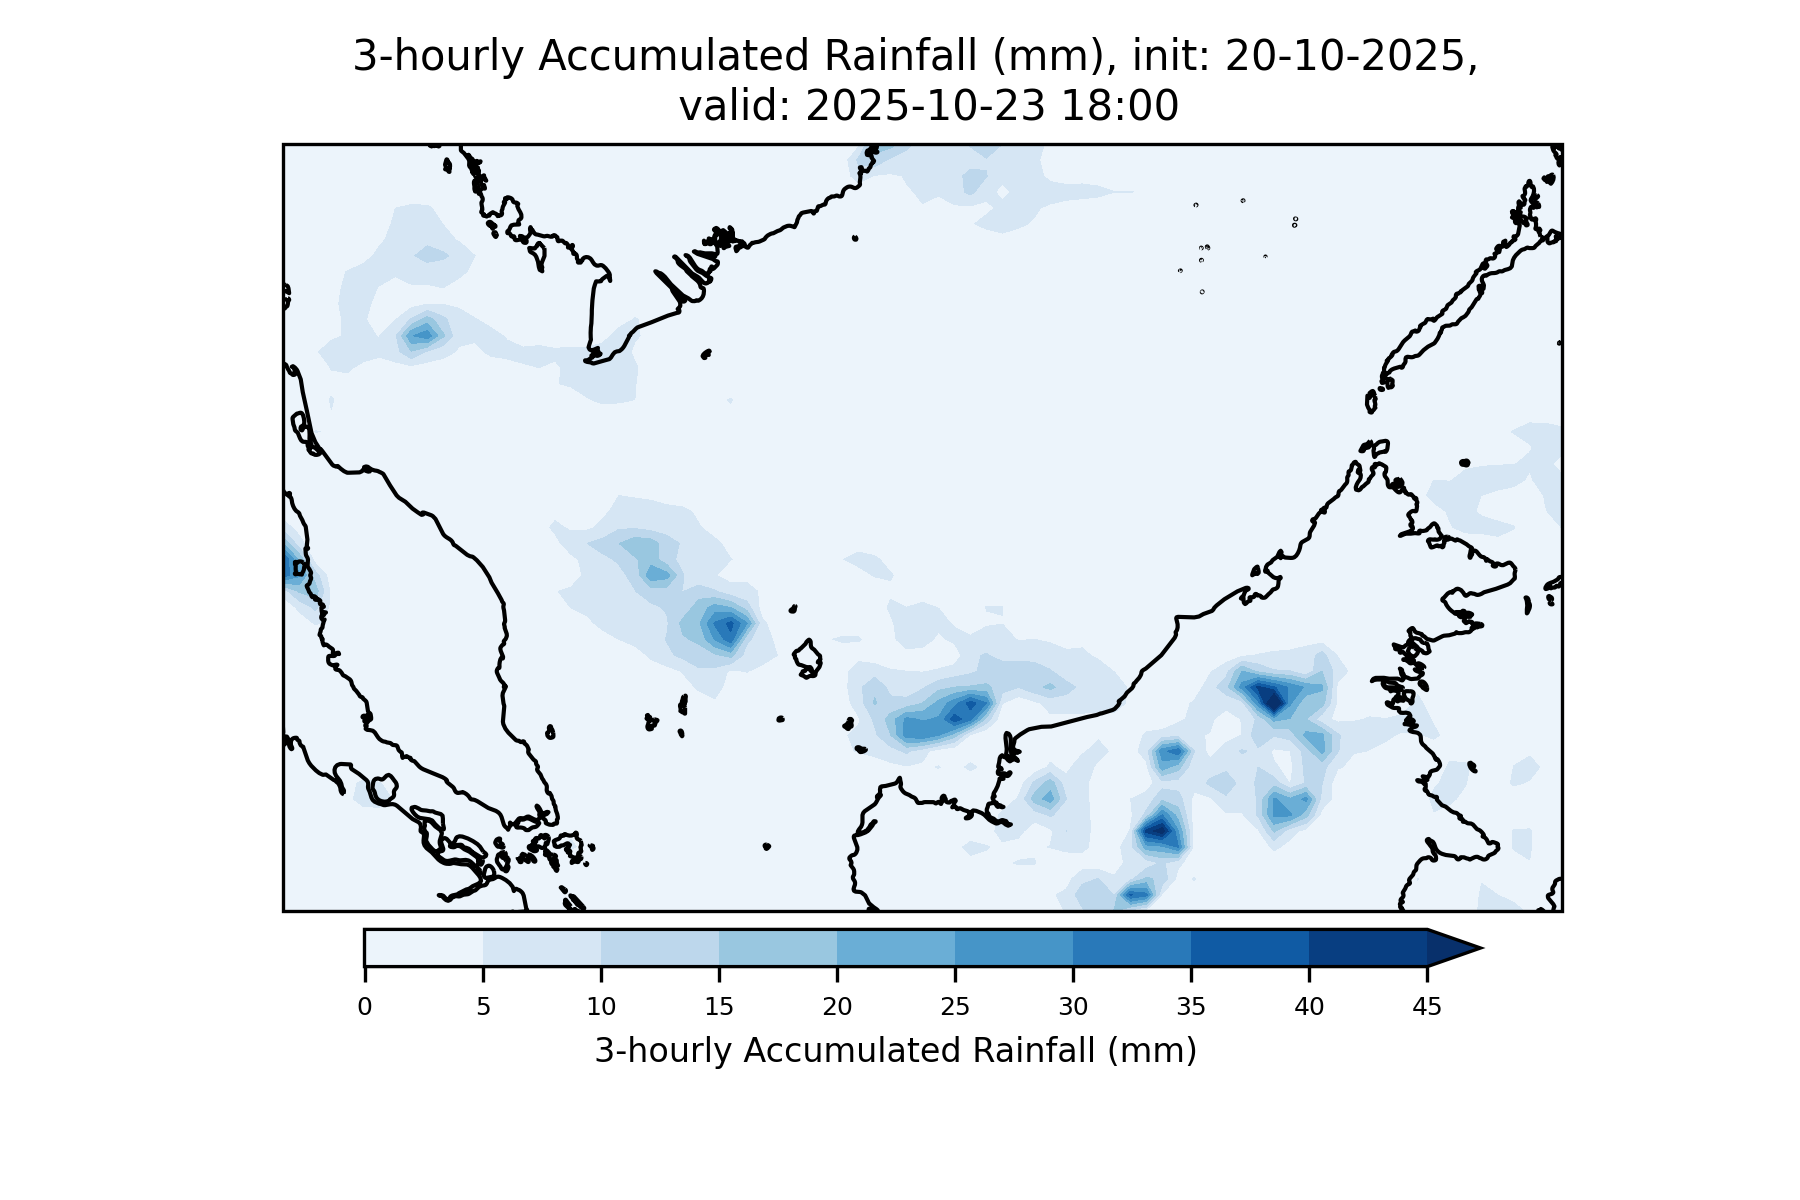 3-hourly Accumulated Rainfall (mm), init: 20-10-2025,
valid: 2025-10-23 18:00
0 5 10 15 20 25 30 35 40 45
3-hourly Accumulated Rainfall (mm)